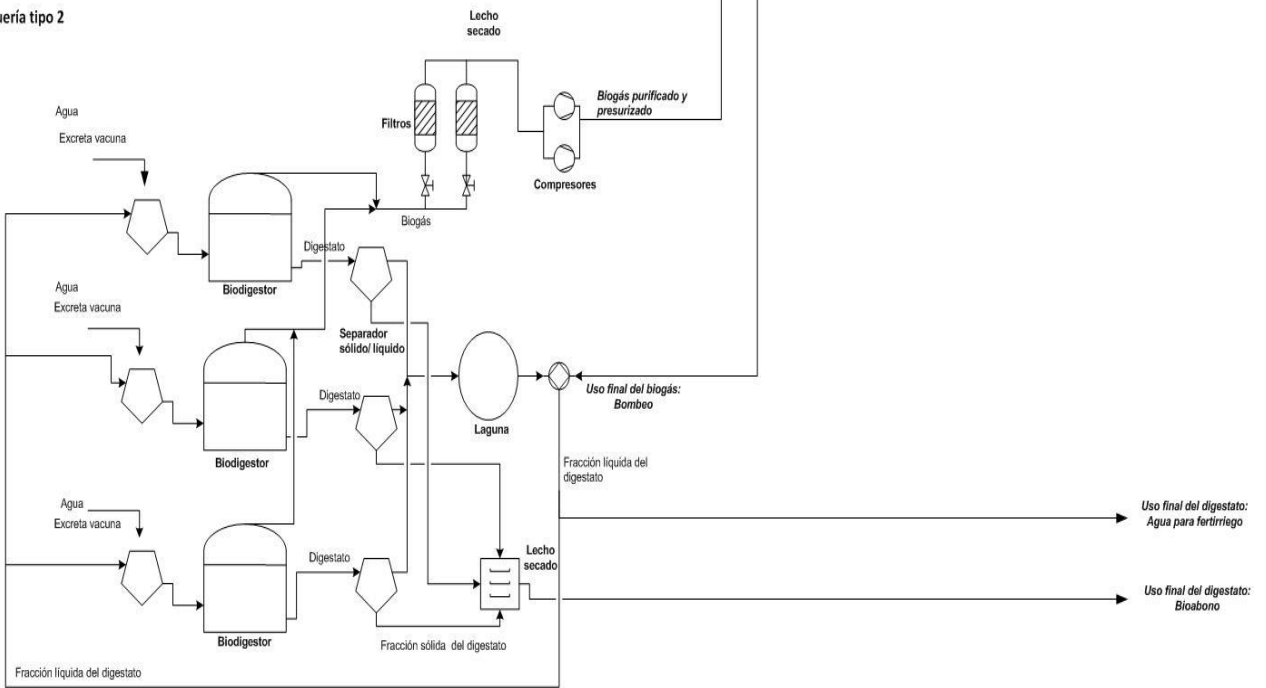 uería tipo 2
Lecho
secado
Biogás purificado y
presurizado
Agua
Excreta vacuna
Filtros
Compresores
Biogás
Digestato
Biodigestor
Agua
Excreta vacuna
Separador
sólido/ líquido
Digestato
Uso final del biogás:
Bombeo
Laguna
Biodigestor
Fracción líquida del
digestato
Agua
Excreta vacuna
Uso final del digestato:
Agua para fertirriego
Digestato
Lecho
secado
Uso final del digestato:
Bioabono
Biodigestor
Fracción sólida del digestato
Fracción líquida del digestato